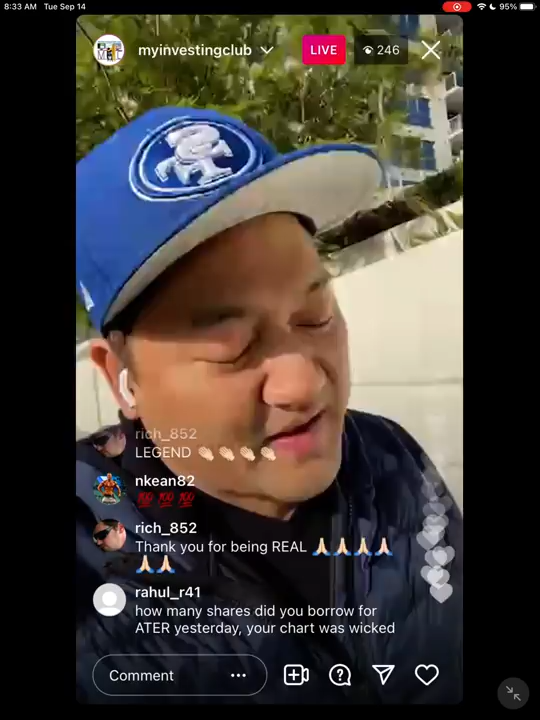 8:33 AM Tue Sep 14
95%
myinvestingclub
LIVE
246
rich_852
LEGEND 👏🏻👏🏻👏🏻👏🏻
nkean82
💯💯💯
rich_852
Thank you for being REAL 🙏🏻🙏🏻🙏🏻🙏🏻
🙏🏻🙏🏻
rahul_r41
how many shares did you borrow for
ATER yesterday, your chart was wicked
Comment